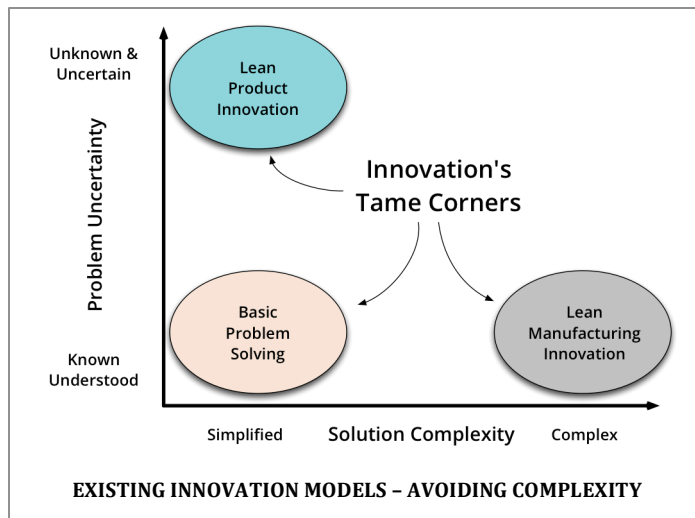 Unknown &
Uncertain
Lean
Product
Innovation
Innovation's
Tame Corners
Problem Uncertainty
Basic
Problem
Solving
Lean
Manufacturing
Innovation
Known
Understood
Simplified
Solution Complexity
Complex
EXISTING INNOVATION MODELS – AVOIDING COMPLEXITY